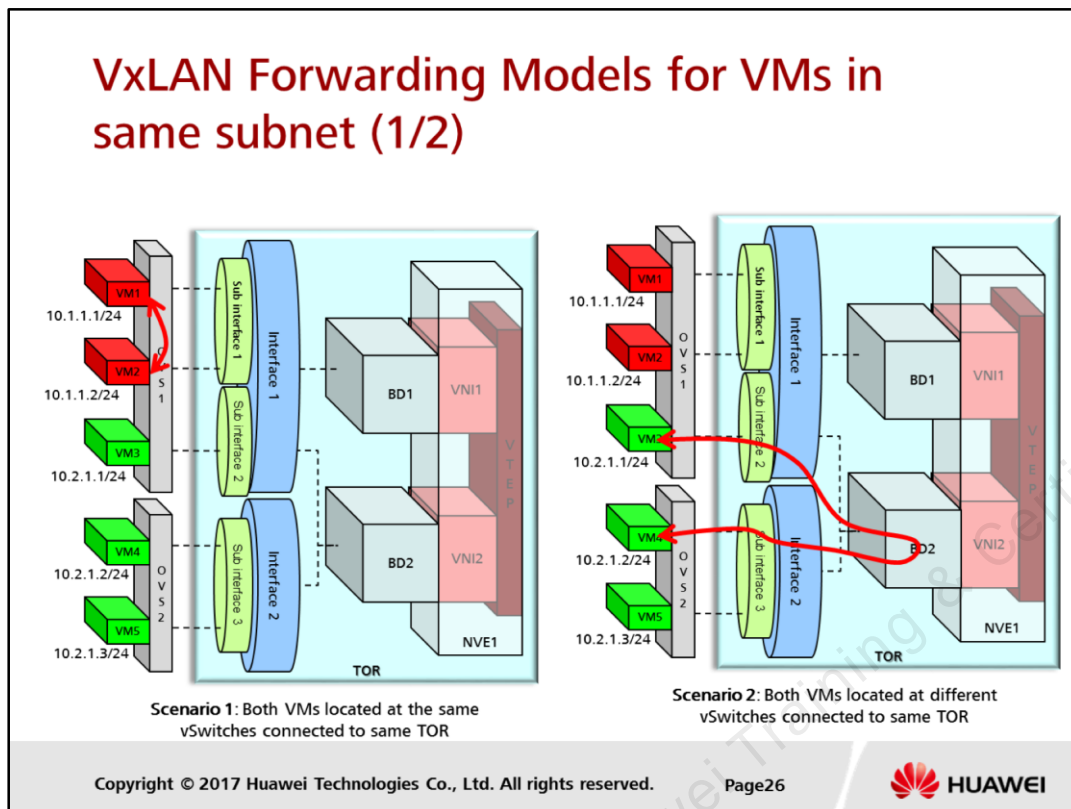 VxLAN Forwarding Models for VMs in
same subnet (1/2)
VM1
10.1.1.1/24
VM2
10.1.1.2/24
VM3
10.2.1.1/24
VM4
10.2.1.2/24
VM5
10.2.1.3/24
OVS1
OVS2
Sub interface 1
Sub interface 2
Sub interface 3
Interface 1
Interface 2
BD1
VNI1
BD2
VNI2
VTEP
NVE1
TOR
Scenario 1: Both VMs located at the same
vSwitches connected to same TOR
VM1
10.1.1.1/24
VM2
10.1.1.2/24
VM3
10.2.1.1/24
VM4
10.2.1.2/24
VM5
10.2.1.3/24
OVS1
OVS2
Sub interface 1
Sub interface 2
Sub interface 3
Interface 1
Interface 2
BD1
VNI1
BD2
VNI2
VTEP
NVE1
TOR
Scenario 2: Both VMs located at different
vSwitches connected to same TOR
Training & Certi
Copyright © 2017 Huawei Technologies Co., Ltd. All rights reserved.
Page26
HUAWEI